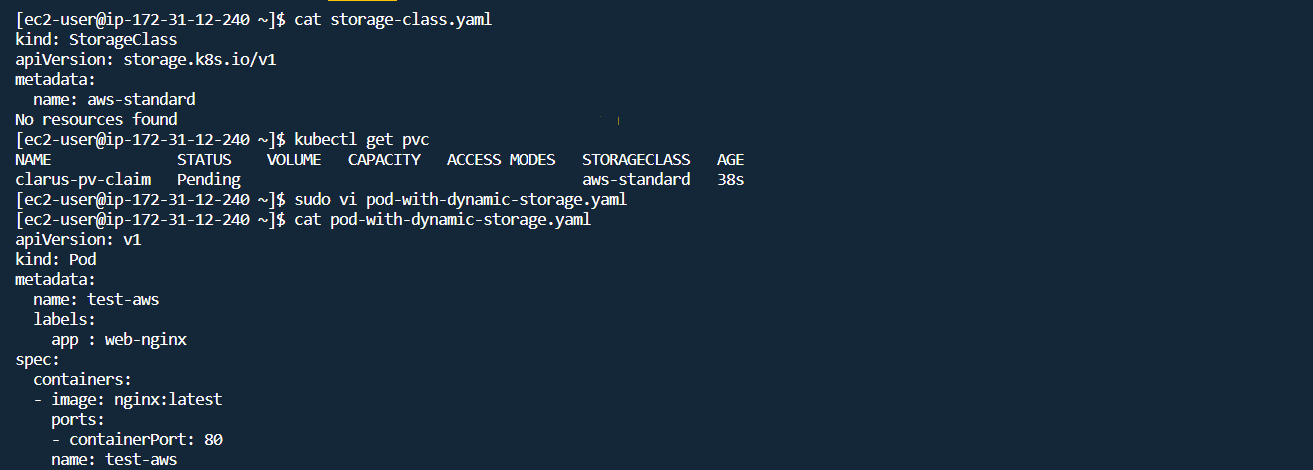 [ec2-user@ip-172-31-12-240 ~]$ cat storage-class.yaml
kind: StorageClass
apiVersion: storage.k8s.io/v1
metadata:
  name: aws-standard
No resources found
[ec2-user@ip-172-31-12-240 ~]$ kubectl get pvc
NAME              STATUS    VOLUME   CAPACITY   ACCESS MODES   STORAGECLASS   AGE
clarus-pv-claim   Pending                                      aws-standard   38s
[ec2-user@ip-172-31-12-240 ~]$ sudo vi pod-with-dynamic-storage.yaml
[ec2-user@ip-172-31-12-240 ~]$ cat pod-with-dynamic-storage.yaml
apiVersion: v1
kind: Pod
metadata:
  name: test-aws
  labels:
    app : web-nginx
spec:
  containers:
  - image: nginx:latest
    ports:
    - containerPort: 80
    name: test-aws